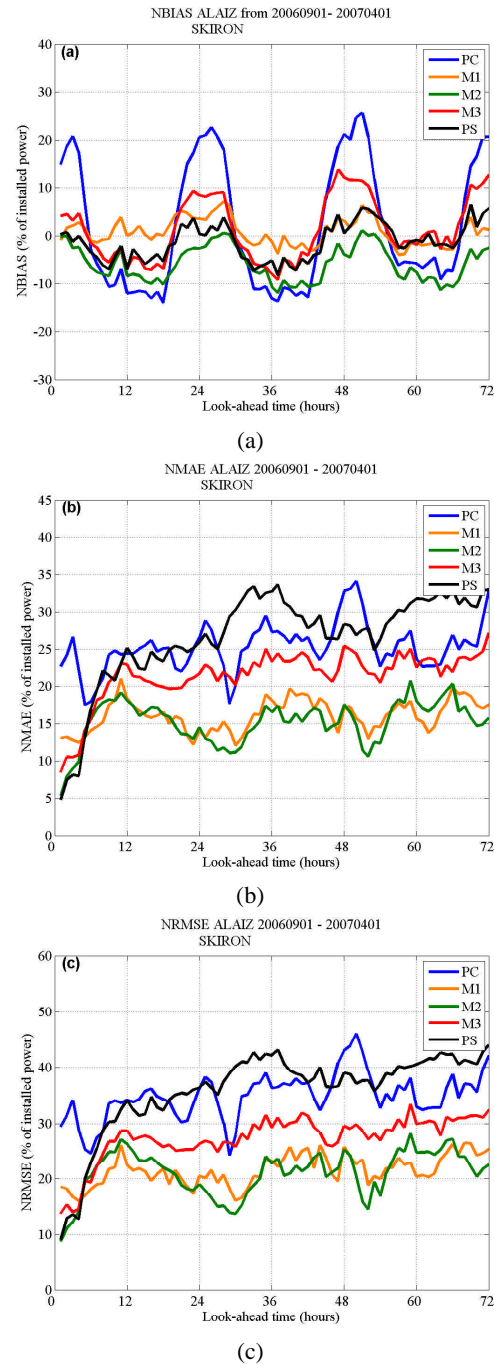 NBIAS ALAIZ from 20060901- 20070401
SKIRON
(a)
PC
M1
M2
M3
PS
NBIAS (% of installed power)
40
30
20
10
0
-10
-20
-30
0 12 24 36 48 60 72
Look-ahead time (hours)
(a)
NMAE ALAIZ 20060901 - 20070401
SKIRON
(b)
PC
M1
M2
M3
PS
NMAE (% of installed power)
45
40
35
30
25
20
15
10
5
0
0 12 24 36 48 60 72
Look-ahead time (hours)
(b)
NRMSE ALAIZ 20060901 - 20070401
SKIRON
(c)
PC
M1
M2
M3
PS
NRMSE (% of installed power)
60
50
40
30
20
10
0
0 12 24 36 48 60 72
Look-ahead time (hours)
(c)